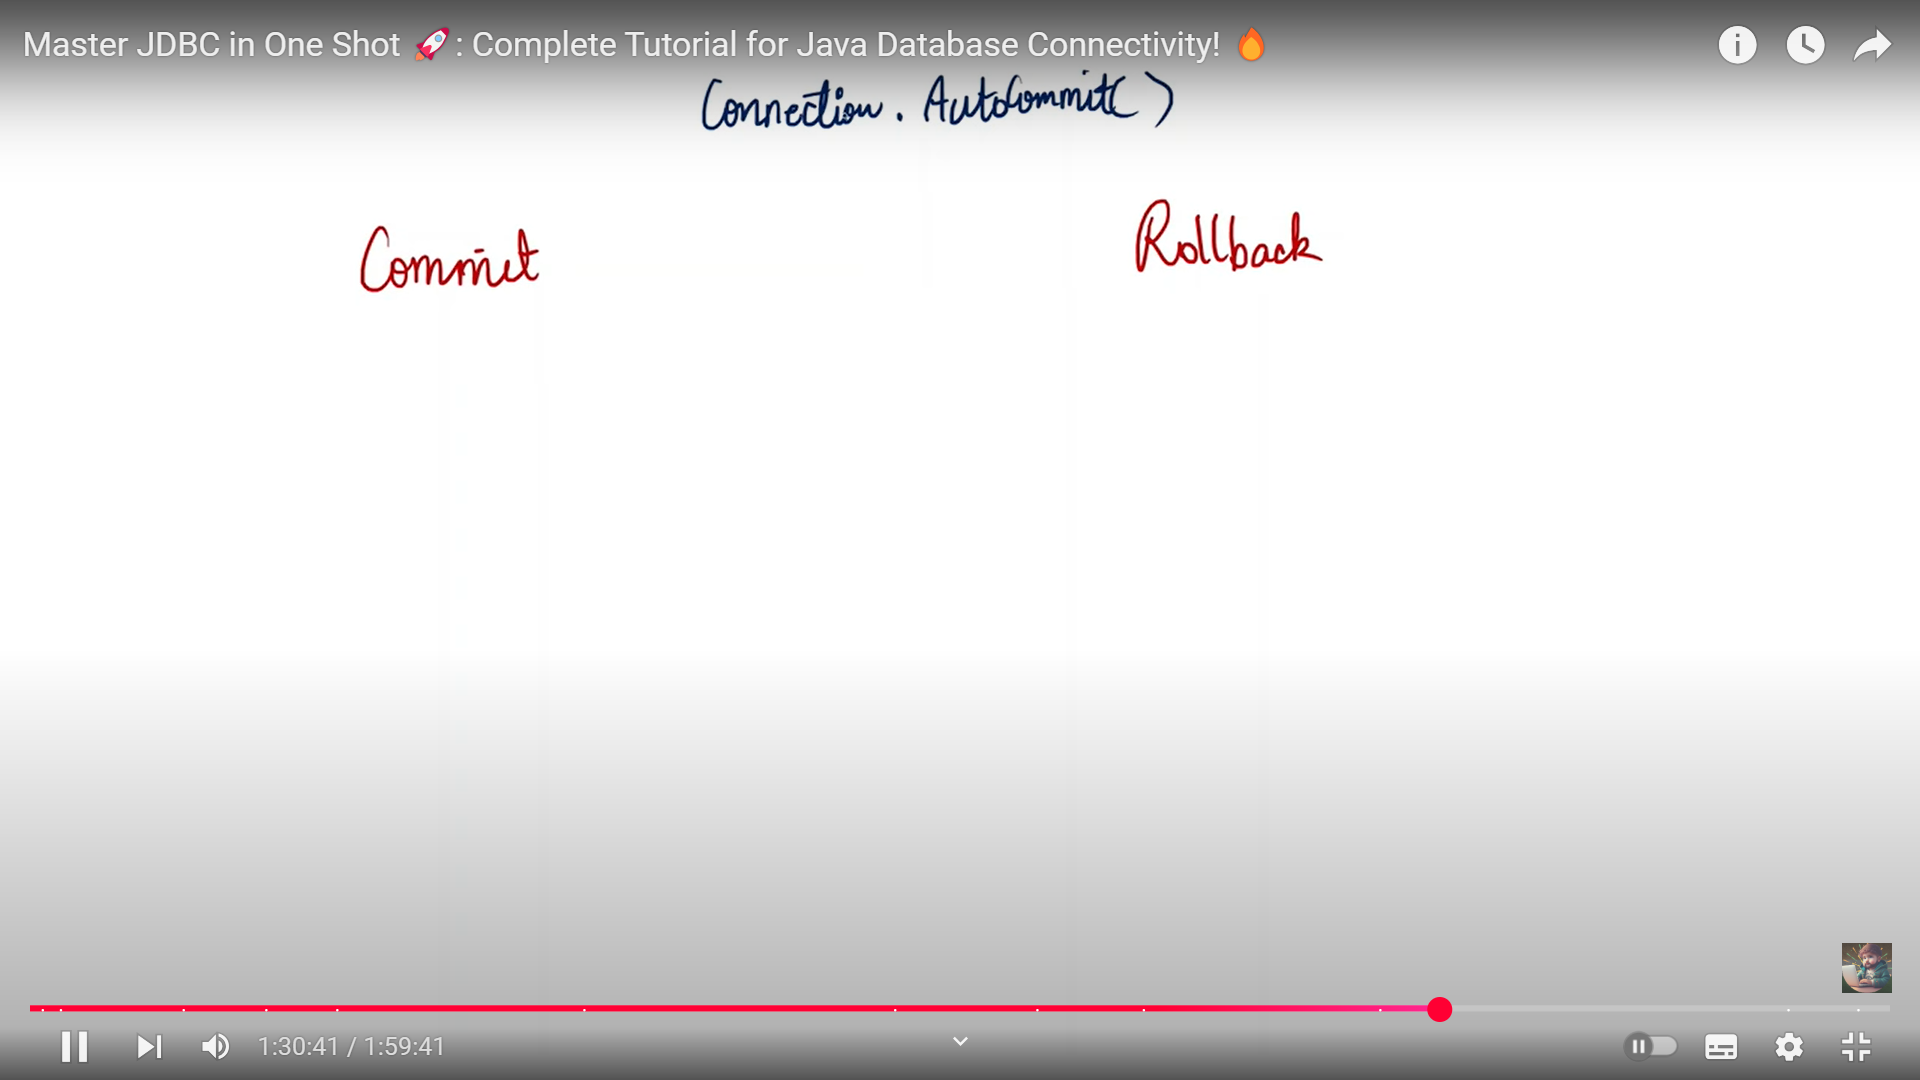 Master JDBC in One Shot 🚀 : Complete Tutorial for Java Database Connectivity! 🔥
Connection . AutoCommit( )
Commit
Rollback
1:30:41 / 1:59:41